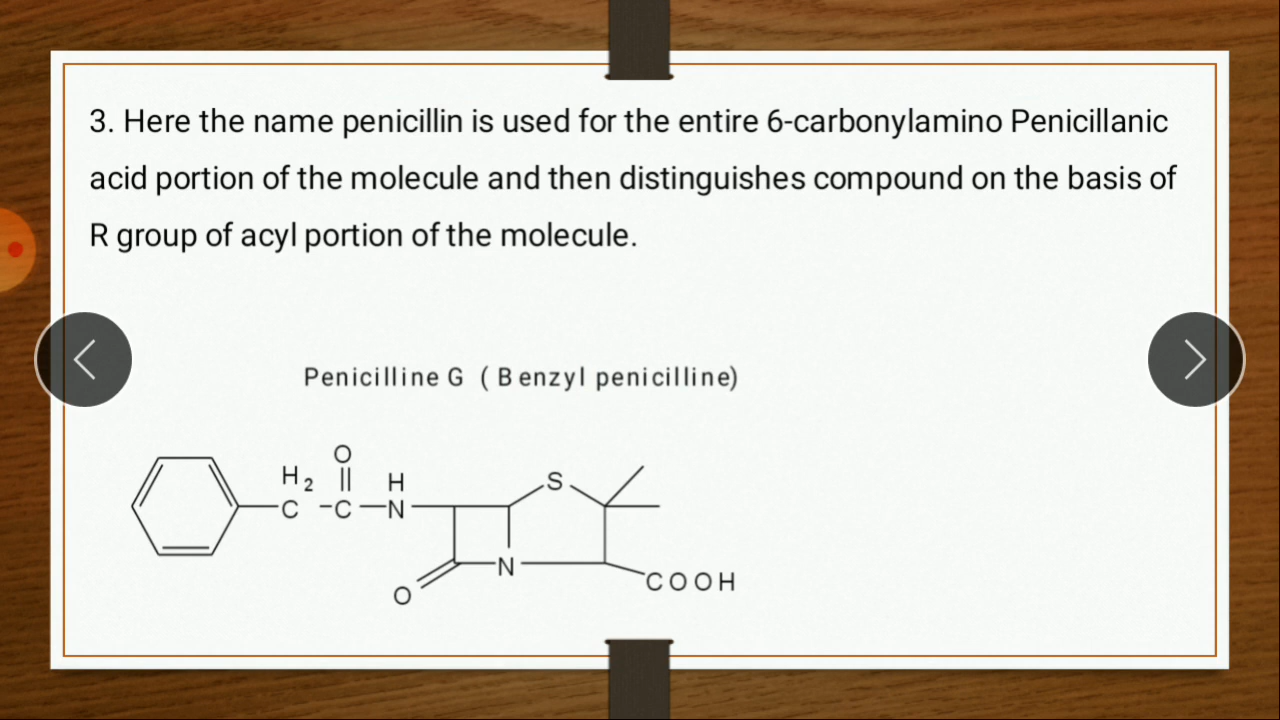 3. Here the name penicillin is used for the entire 6-carbonylamino Penicillanic
acid portion of the molecule and then distinguishes compound on the basis of
R group of acyl portion of the molecule.
Penicilline G ( Benzyl penicilline)
O
H2 || H
C -C-N
S
N
O
COOH